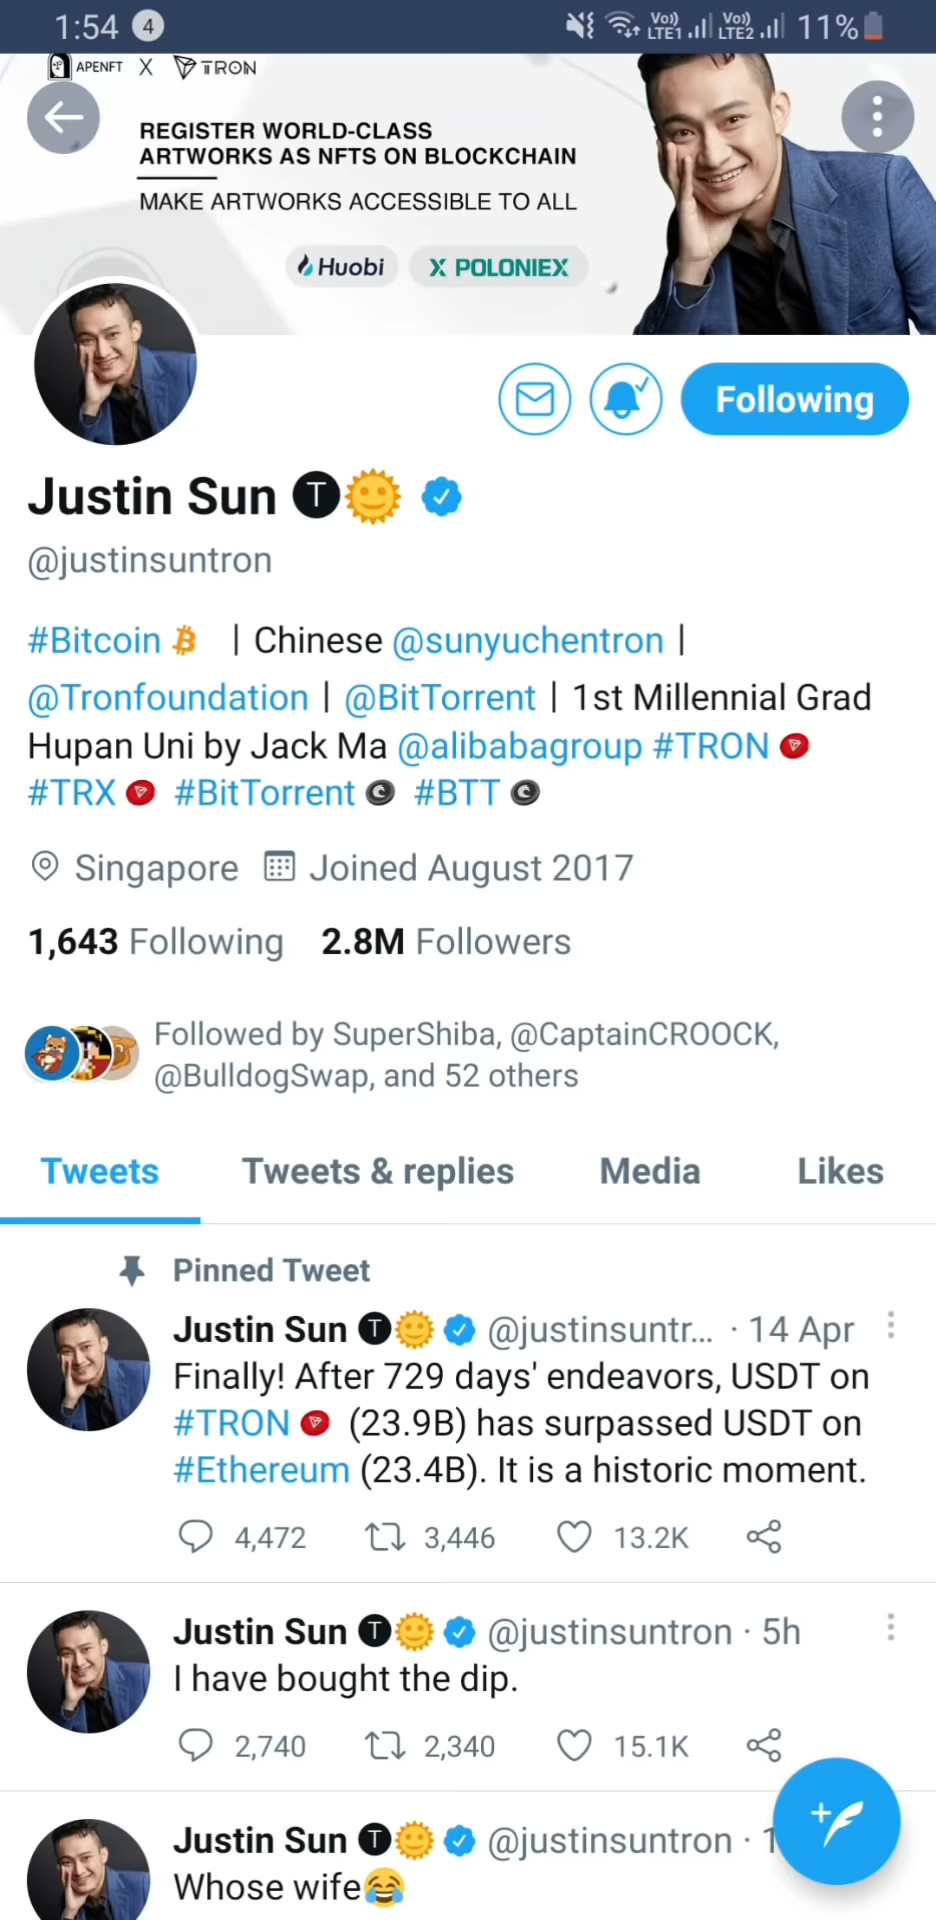 1:54 4 Vo)) LTE1 Vo)) LTE2 11%
APENFT X TRON
REGISTER WORLD-CLASS
ARTWORKS AS NFTS ON BLOCKCHAIN
MAKE ARTWORKS ACCESSIBLE TO ALL
Huobi POLONIEX
Following
Justin Sun 🅣🌞
@justinsuntron
#Bitcoin | Chinese @sunyuchentron |
@Tronfoundation | @BitTorrent | 1st Millennial Grad
Hupan Uni by Jack Ma @alibabagroup #TRON
#TRX #BitTorrent #BTT
Singapore Joined August 2017
1,643 Following 2.8M Followers
Followed by SuperShiba, @CaptainCROOCK,
@BulldogSwap, and 52 others
Tweets Tweets & replies Media Likes
Pinned Tweet
Justin Sun 🅣🌞 @justinsuntr... · 14 Apr
Finally! After 729 days' endeavors, USDT on
#TRON (23.9B) has surpassed USDT on
#Ethereum (23.4B). It is a historic moment.
4,472 3,446 13.2K
Justin Sun 🅣🌞 @justinsuntron · 5h
I have bought the dip.
2,740 2,340 15.1K
Justin Sun 🅣🌞 @justinsuntron ·
Whose wife😂